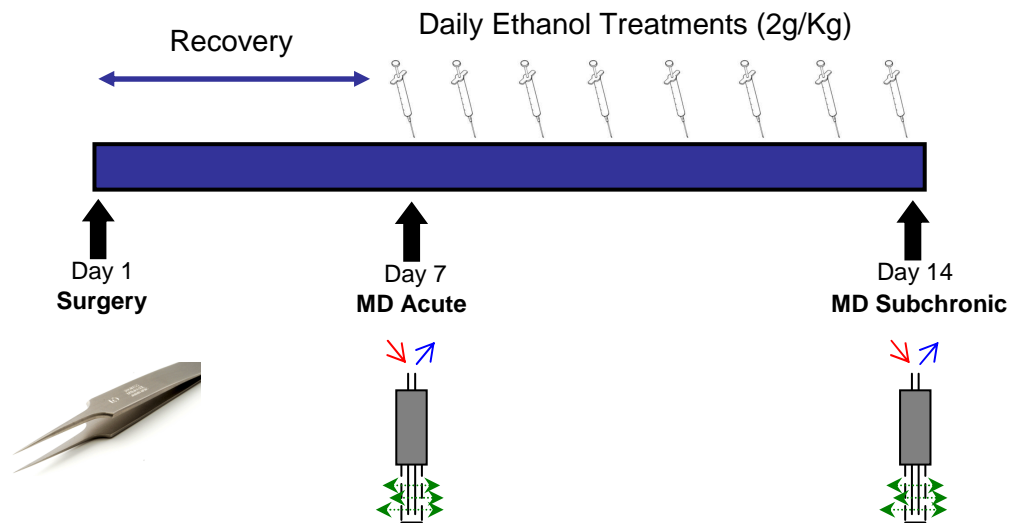 Daily Ethanol Treatments (2g/Kg)
Recovery
Day 1
Surgery
Day 7
MD Acute
Day 14
MD Subchronic